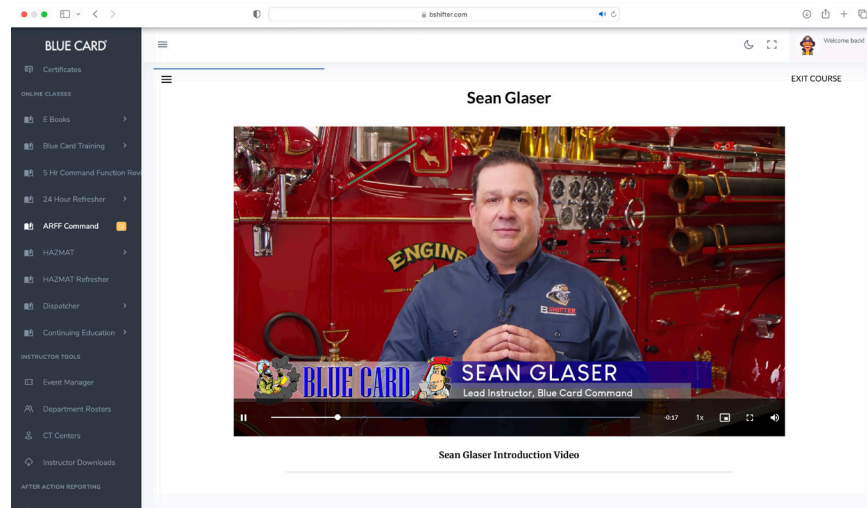 bshifter.com
BLUE CARD
Welcome back!
Certificates
EXIT COURSE
ONLINE CLASSES
Sean Glaser
E Books
Blue Card Training
5 Hr Command Function Revi
24 Hour Refresher
ARFF Command
HAZMAT
HAZMAT Refresher
Dispatcher
Continuing Education
INSTRUCTOR TOOLS
Event Manager
Department Rosters
CT Centers
Instructor Downloads
AFTER ACTION REPORTING
ENGINE
BSHIFTER
BLUE CARD
SEAN GLASER
Lead Instructor, Blue Card Command
-0:17 1x
Sean Glaser Introduction Video